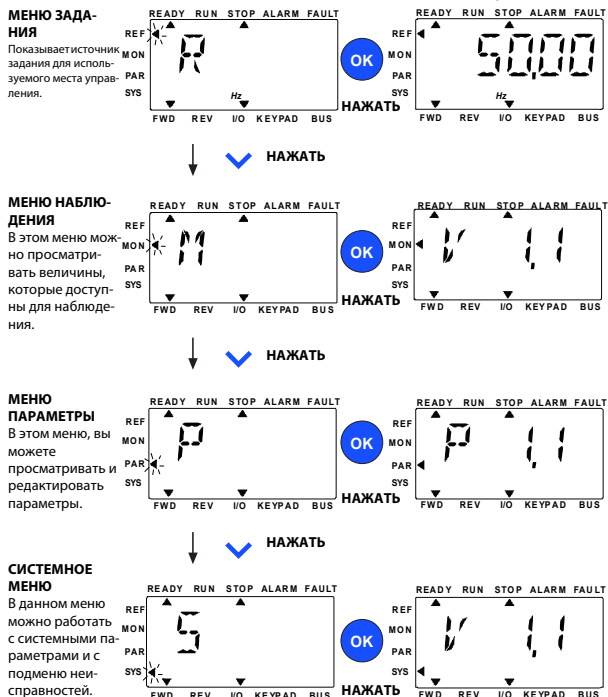 МЕНЮ ЗАДА-
НИЯ
Показывает источник
задания для исполь-
зуемого места управ-
ления.
READY RUN STOP ALARM FAULT
REF
MON
PAR
SYS
R
Hz
FWD REV I/O KEYPAD BUS
OK
НАЖАТЬ
READY RUN STOP ALARM FAULT
REF
MON
PAR
SYS
50,00
Hz
FWD REV I/O KEYPAD BUS
НАЖАТЬ
МЕНЮ НАБЛЮ-
ДЕНИЯ
В этом меню мож-
но просматри-
вать величины,
которые доступ-
ны для наблюде-
ния.
READY RUN STOP ALARM FAULT
REF
MON
PAR
SYS
M
FWD REV I/O KEYPAD BUS
OK
НАЖАТЬ
READY RUN STOP ALARM FAULT
REF
MON
PAR
SYS
V 1,1
FWD REV I/O KEYPAD BUS
НАЖАТЬ
МЕНЮ
ПАРАМЕТРЫ
В этом меню, вы
можете
просматривать и
редактировать
параметры.
READY RUN STOP ALARM FAULT
REF
MON
PAR
SYS
P
FWD REV I/O KEYPAD BUS
OK
НАЖАТЬ
READY RUN STOP ALARM FAULT
REF
MON
PAR
SYS
P 1,1
FWD REV I/O KEYPAD BUS
НАЖАТЬ
СИСТЕМНОЕ
МЕНЮ
В данном меню
можно работать
с системными па-
раметрами и с
подменю неи-
справностей.
READY RUN STOP ALARM FAULT
REF
MON
PAR
SYS
S
FWD REV I/O KEYPAD BUS
OK
НАЖАТЬ
READY RUN STOP ALARM FAULT
REF
MON
PAR
SYS
V 1,1
FWD REV I/O KEYPAD BUS